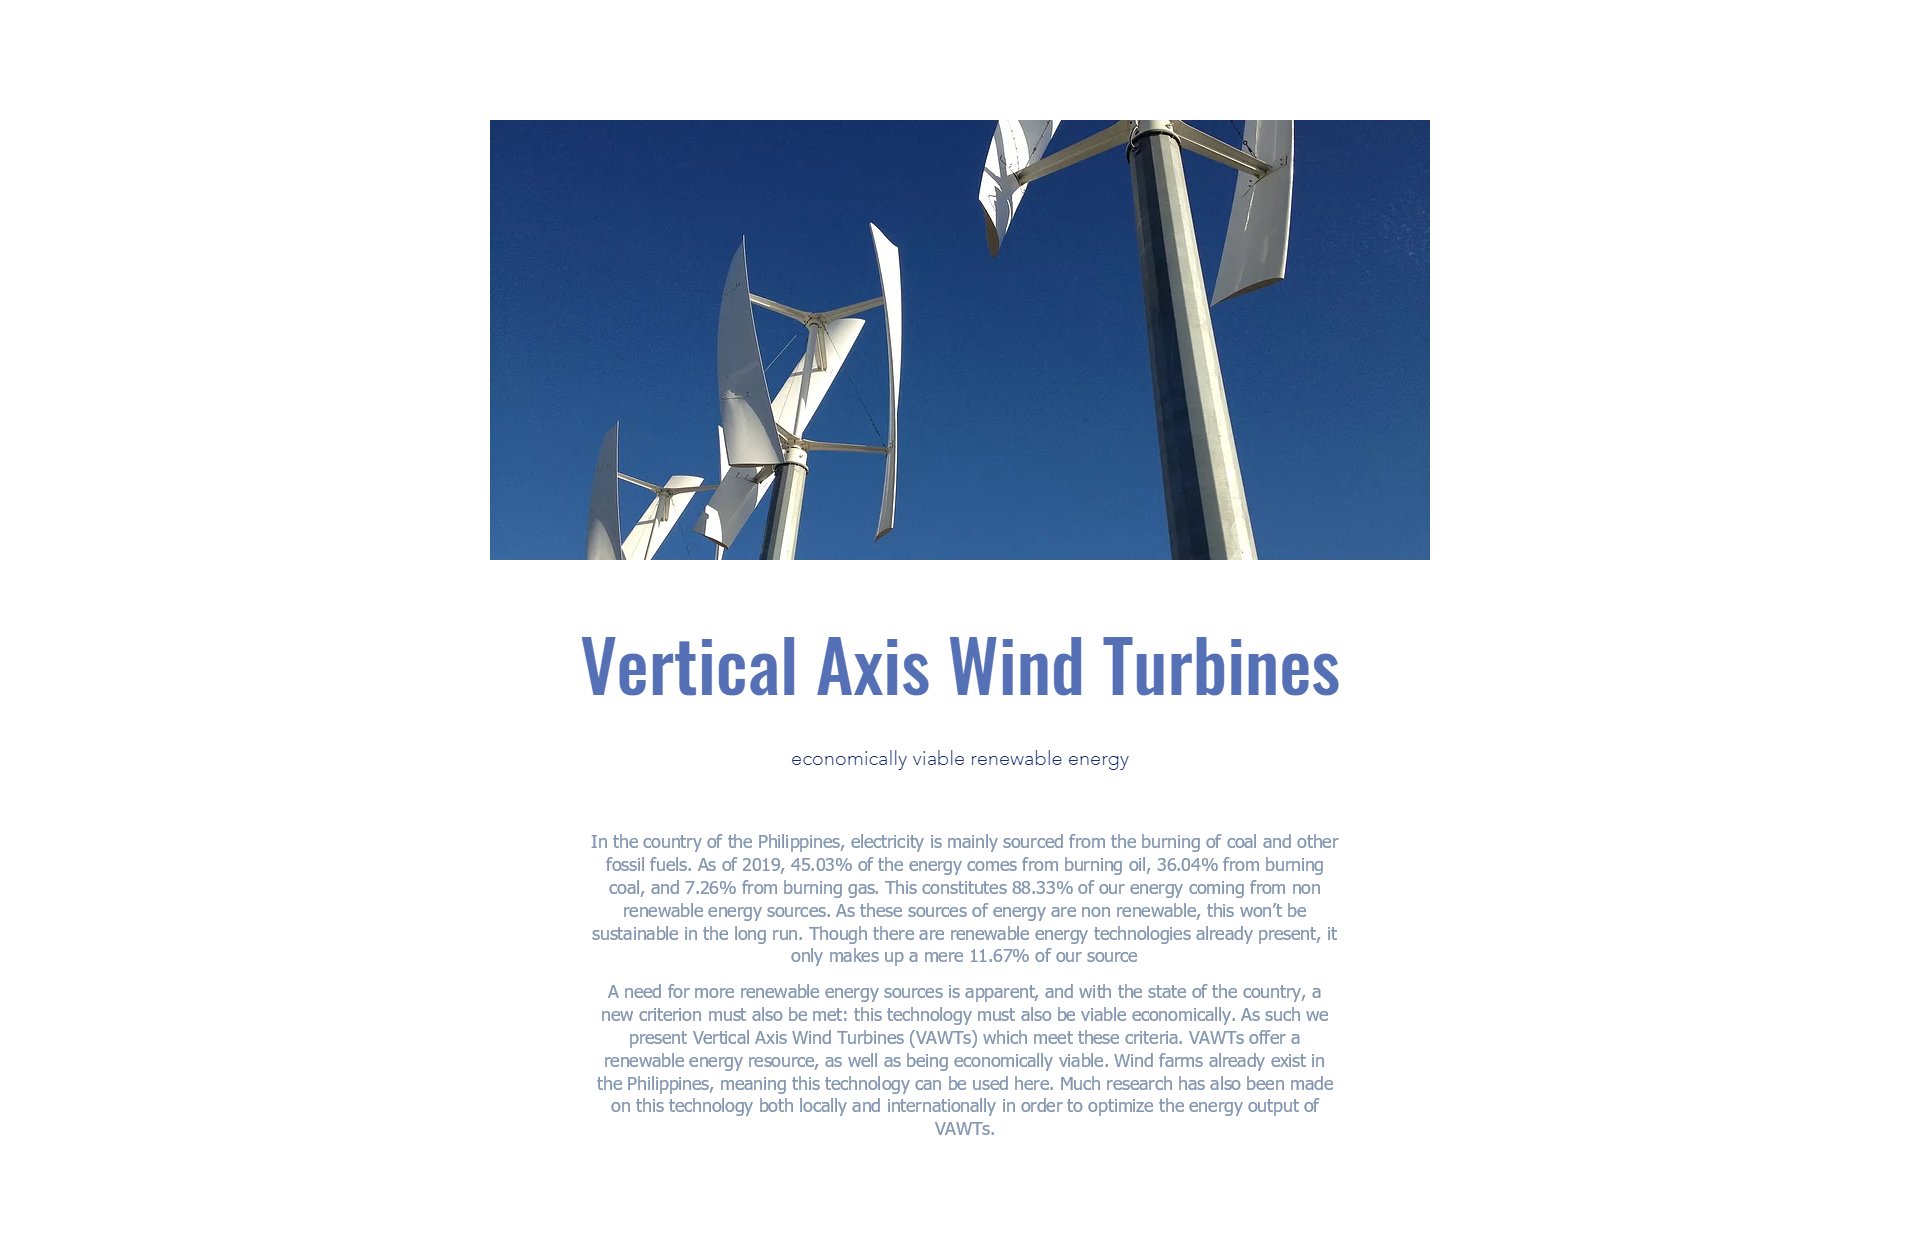 Vertical Axis Wind Turbines
economically viable renewable energy
In the country of the Philippines, electricity is mainly sourced from the burning of coal and other
fossil fuels. As of 2019, 45.03% of the energy comes from burning oil, 36.04% from burning
coal, and 7.26% from burning gas. This constitutes 88.33% of our energy coming from non
renewable energy sources. As these sources of energy are non renewable, this won’t be
sustainable in the long run. Though there are renewable energy technologies already present, it
only makes up a mere 11.67% of our source
A need for more renewable energy sources is apparent, and with the state of the country, a
new criterion must also be met: this technology must also be viable economically. As such we
present Vertical Axis Wind Turbines (VAWTs) which meet these criteria. VAWTs offer a
renewable energy resource, as well as being economically viable. Wind farms already exist in
the Philippines, meaning this technology can be used here. Much research has also been made
on this technology both locally and internationally in order to optimize the energy output of
VAWTs.